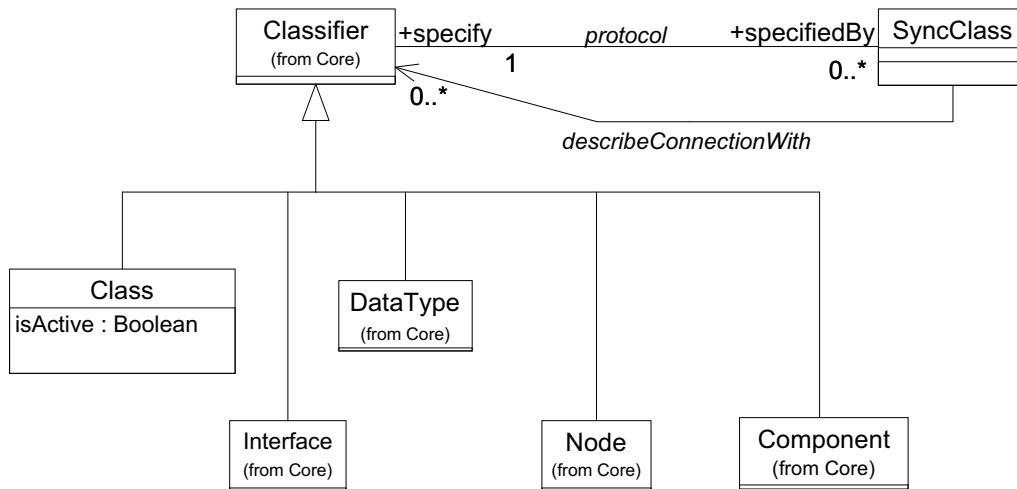 Classifier
(from Core)
+specify
protocol
+specifiedBy
SyncClass
1
0..*
0..*
describeConnectionWith
Class
isActive : Boolean
DataType
(from Core)
Interface
(from Core)
Node
(from Core)
Component
(from Core)